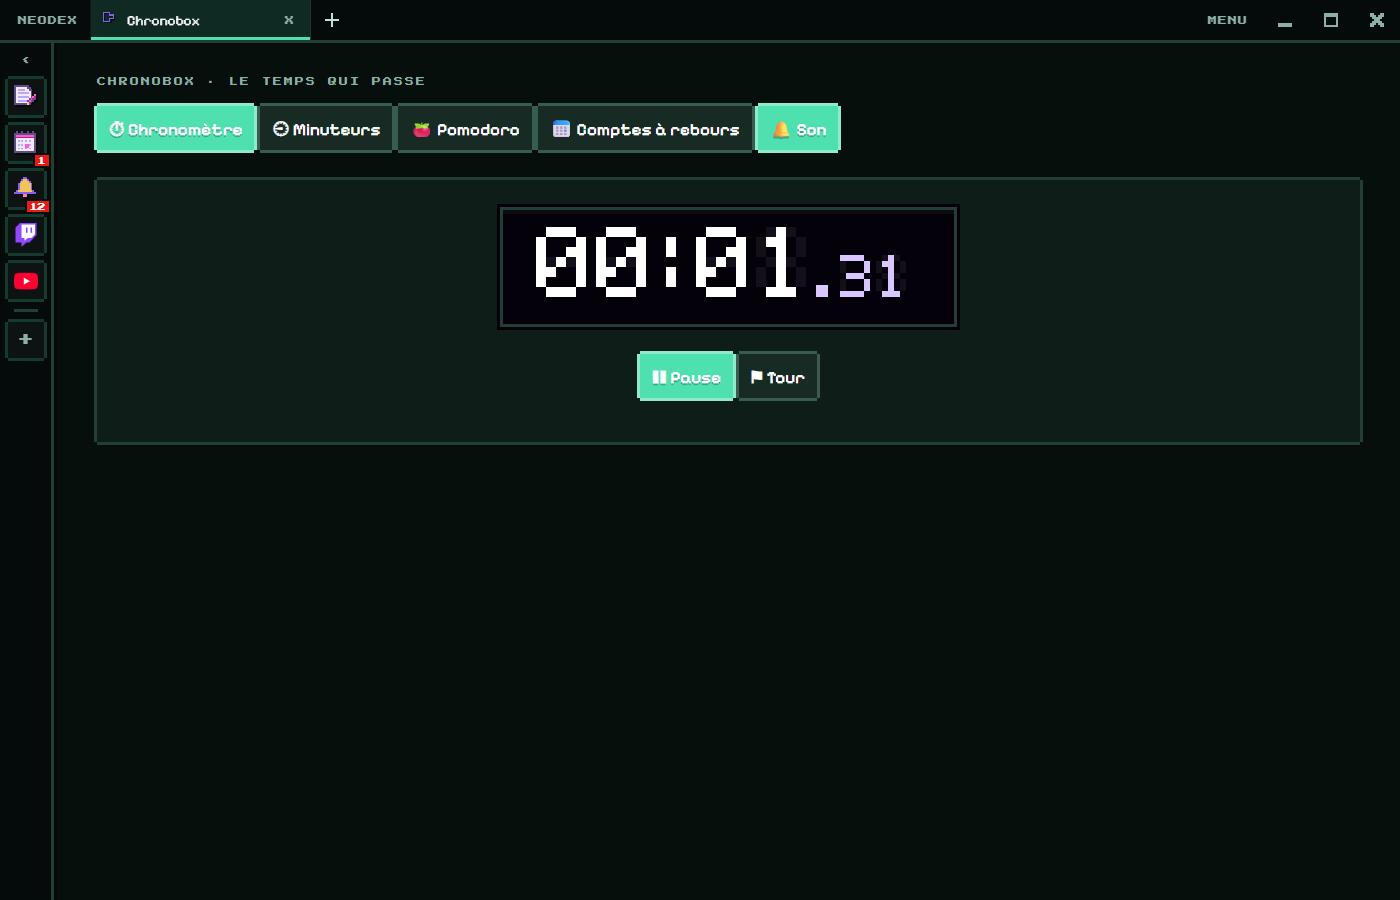 NEODEX
Chronobox
MENU
1
12
CHRONOBOX · LE TEMPS QUI PASSE
Chronomètre
Minuteurs
Pomodoro
Comptes à rebours
Son
00:01.31
Pause
Tour